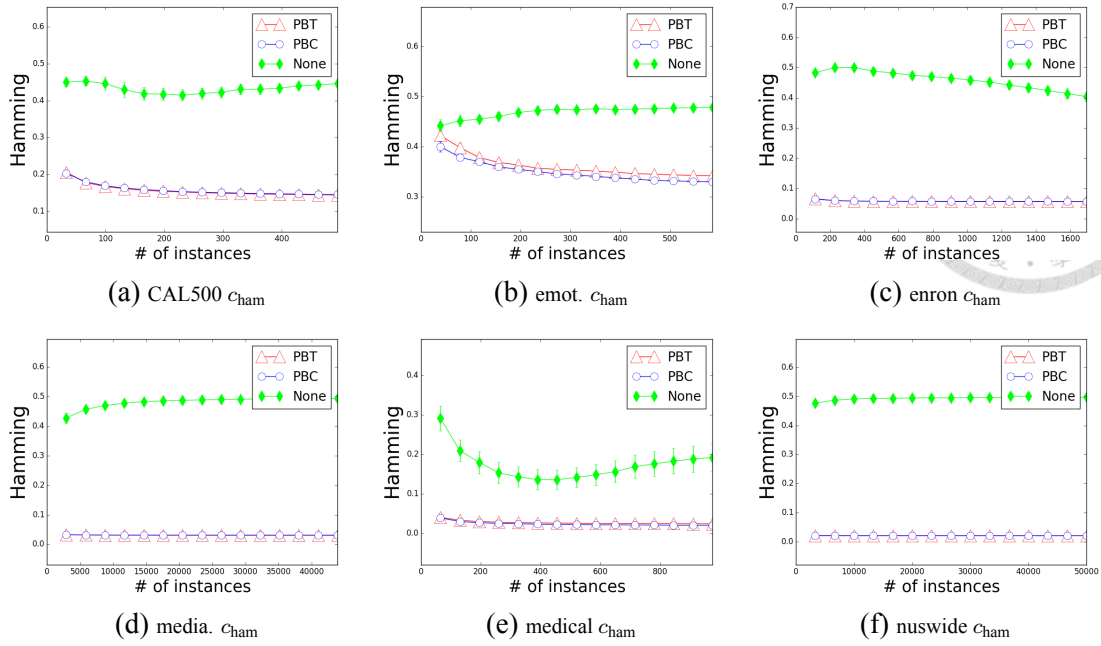 0.6
0.5
0.4
0.3
0.2
0.1
Hamming
PBT
PBC
None
0
100
200
300
400
# of instances
(a) CAL500 c_ham
0.6
0.5
0.4
0.3
Hamming
PBT
PBC
None
0
100
200
300
400
500
# of instances
(b) emot. c_ham
0.7
0.6
0.5
0.4
0.3
0.2
0.1
0.0
Hamming
PBT
PBC
None
0
200
400
600
800
1000
1200
1400
1600
# of instances
(c) enron c_ham
0.6
0.5
0.4
0.3
0.2
0.1
0.0
Hamming
PBT
PBC
None
0
5000
10000
15000
20000
25000
30000
35000
40000
# of instances
(d) media. c_ham
0.4
0.3
0.2
0.1
0.0
Hamming
PBT
PBC
None
0
200
400
600
800
# of instances
(e) medical c_ham
0.6
0.5
0.4
0.3
0.2
0.1
0.0
Hamming
PBT
PBC
None
0
10000
20000
30000
40000
50000
# of instances
(f) nuswide c_ham